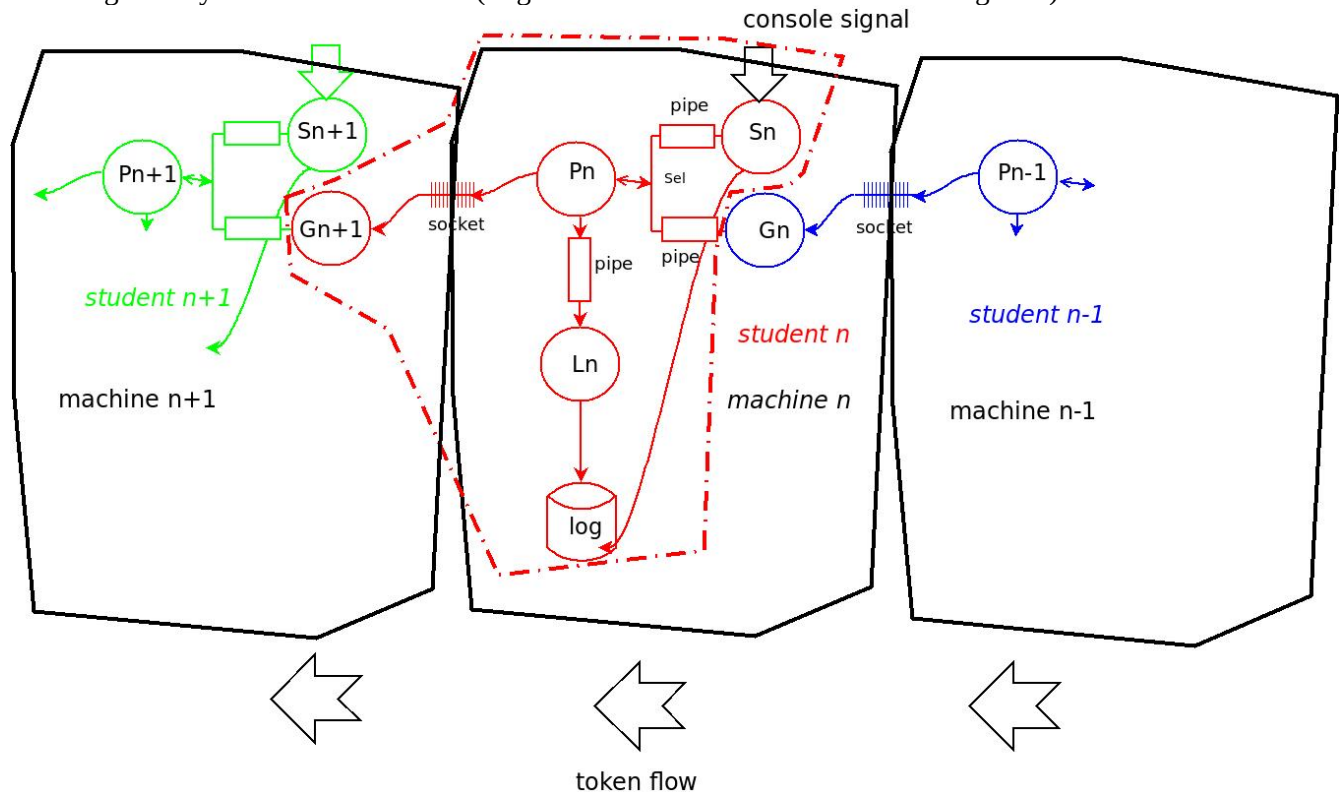 console signal
pipe
Sn+1
Sn
Pn+1
Pn
Sel
Pn-1
Gn+1
socket
pipe
Gn
socket
pipe
student n+1
student n
student n-1
Ln
machine n+1
machine n
machine n-1
log
token flow